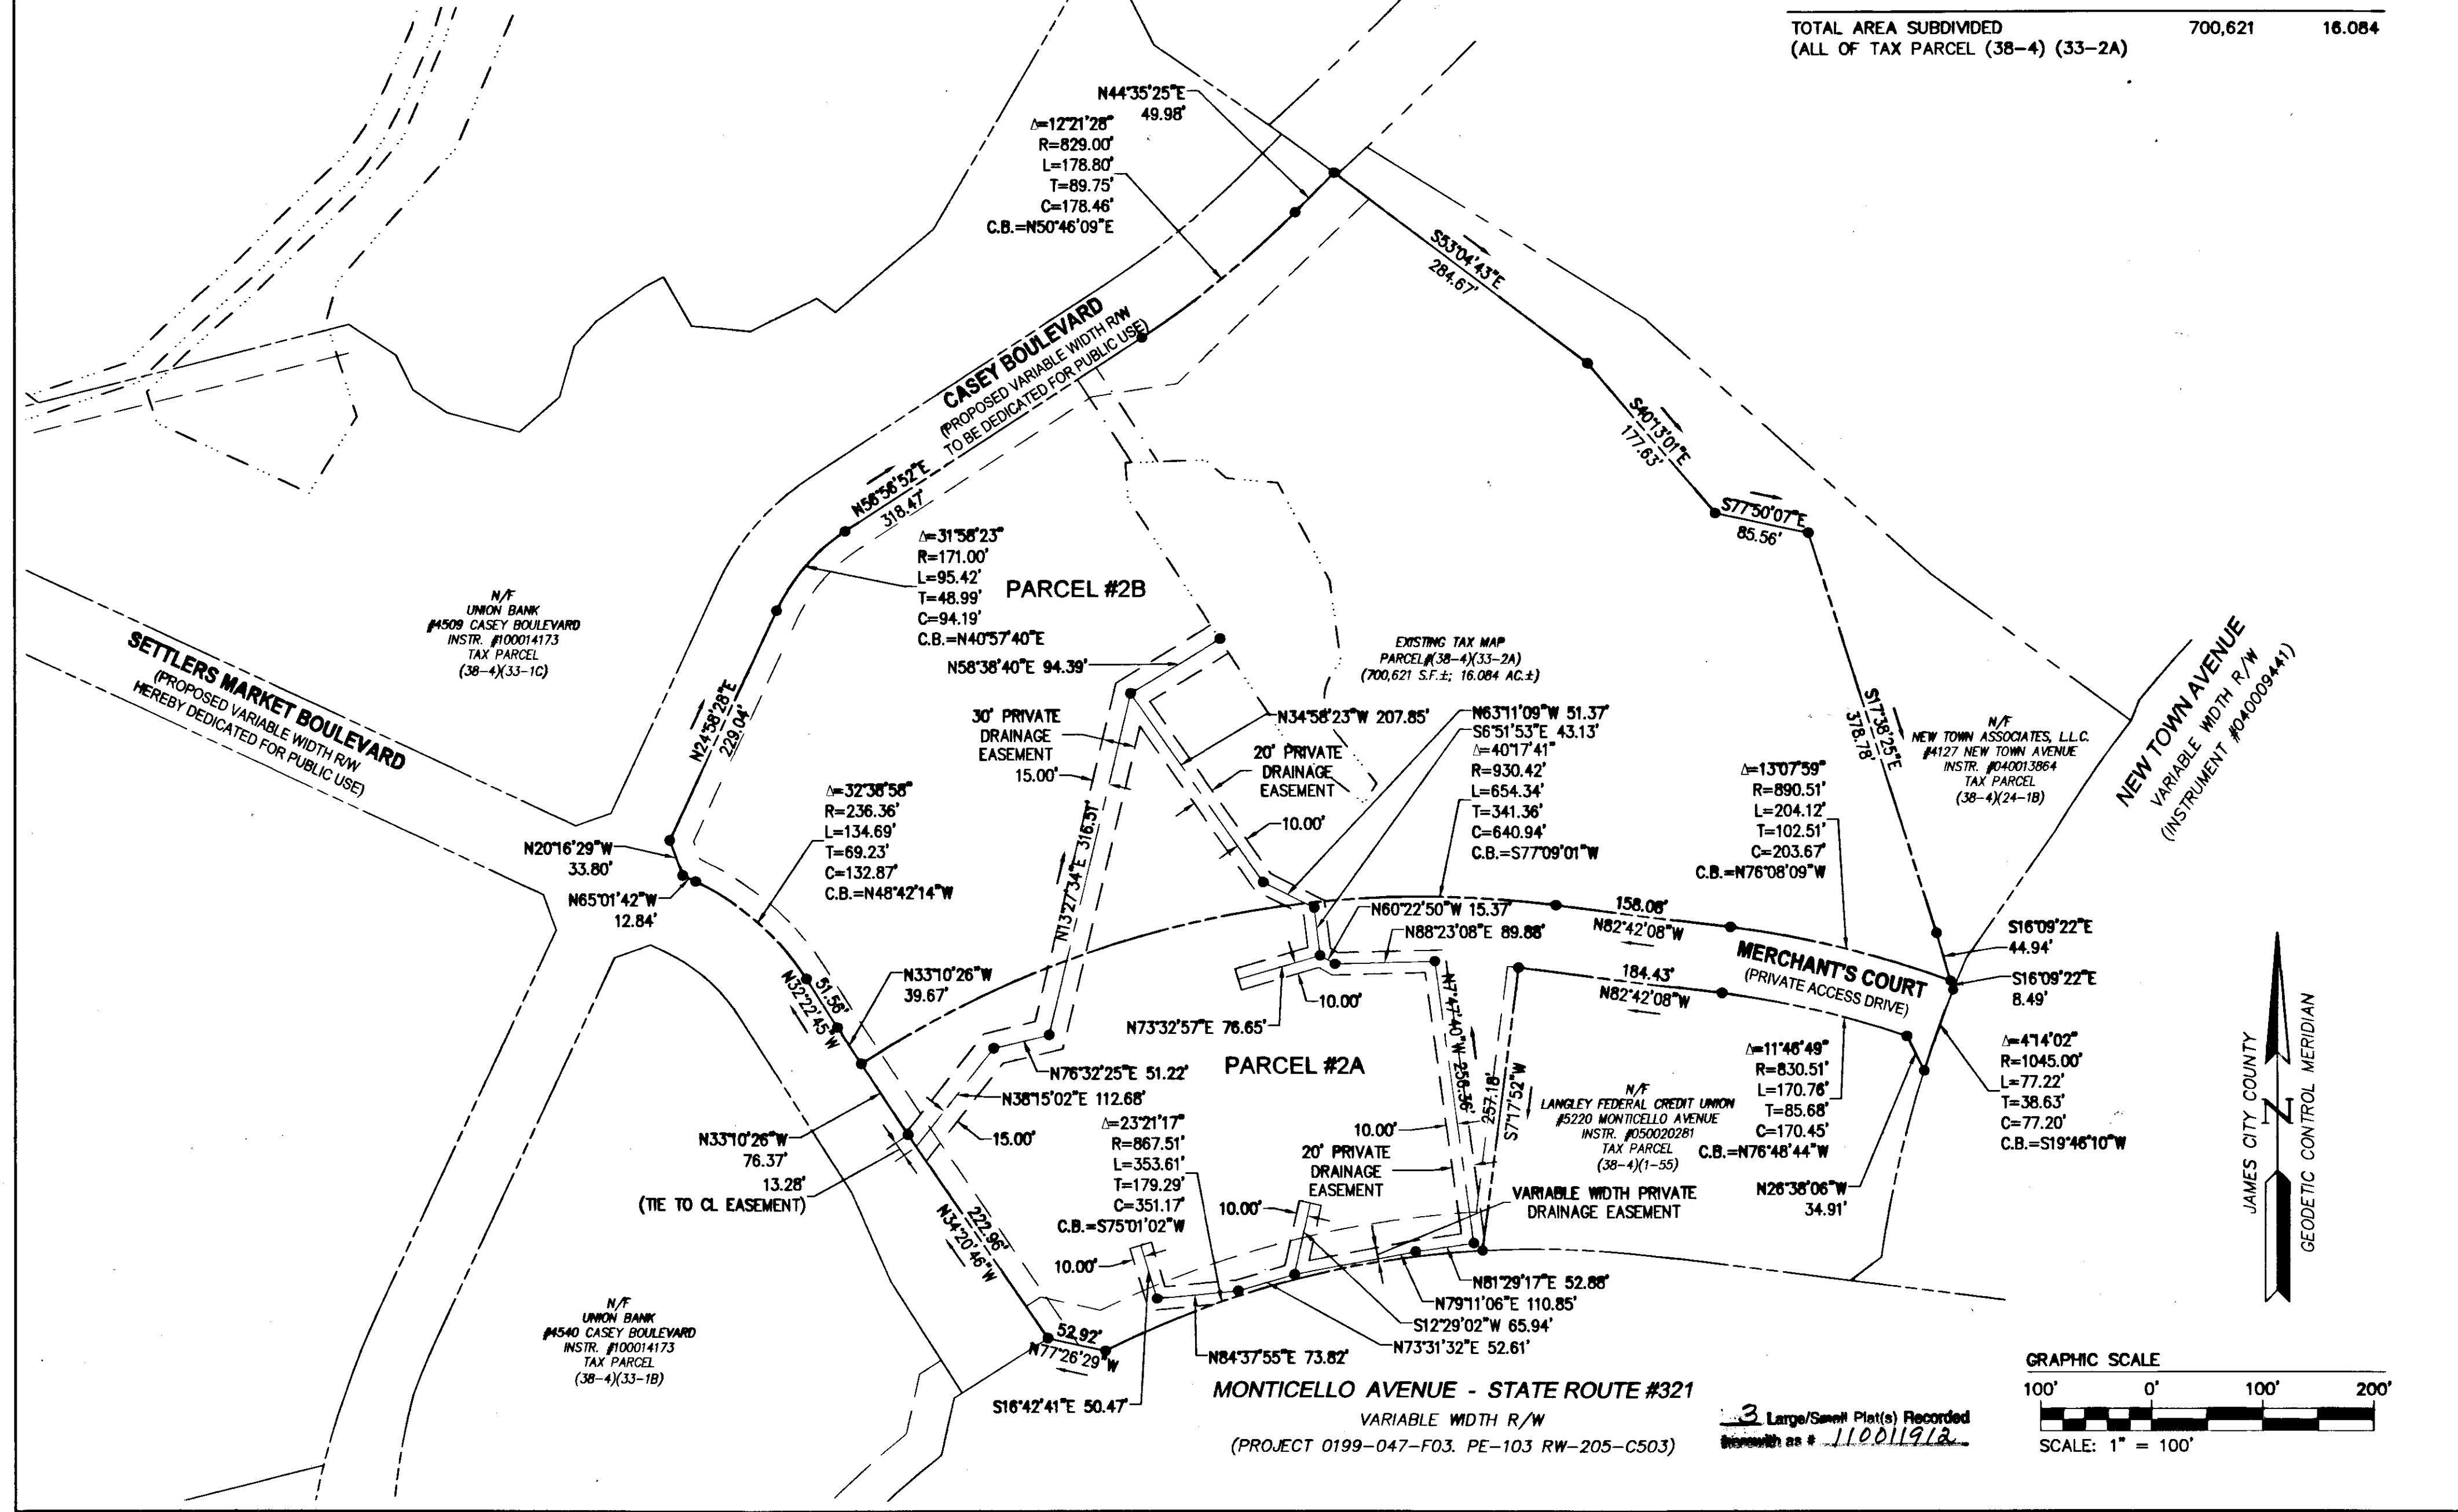 TOTAL AREA SUBDIVIDED 700,621 16.084
(ALL OF TAX PARCEL (38-4) (33-2A)
N44°35'25"E
49.98'
Δ=12°21'28"
R=829.00'
L=178.80'
T=89.75'
C=178.46'
C.B.=N50°46'09"E
S53°04'43"E
284.67'
CASEY BOULEVARD
(PROPOSED VARIABLE WIDTH R/W
TO BE DEDICATED FOR PUBLIC USE)
S40°13'01"E
177.63'
N56°56'52"E
318.47'
S77°50'07"E
85.56'
Δ=31°58'23"
R=171.00'
L=95.42'
T=48.99'
C=94.19'
C.B.=N40°57'40"E
PARCEL #2B
N/F
UNION BANK
#4509 CASEY BOULEVARD
INSTR. #100014173
TAX PARCEL
(38-4)(33-1C)
SETTLERS MARKET BOULEVARD
(PROPOSED VARIABLE WIDTH R/W
HEREBY DEDICATED FOR PUBLIC USE)
EXISTING TAX MAP
PARCEL#(38-4)(33-2A)
(700,621 S.F.±; 16.084 AC.±)
N58°38'40"E 94.39'
N24°58'28"E
229.04'
30' PRIVATE
DRAINAGE
EASEMENT
15.00'
N34°58'23"W 207.85'
20' PRIVATE
DRAINAGE
EASEMENT
10.00'
N63°11'09"W 51.37'
S6°51'53"E 43.13'
Δ=40°17'41"
R=930.42'
L=654.34'
T=341.36'
C=640.94'
C.B.=S77°09'01"W
S17°38'25"E
378.78'
N/F
NEW TOWN ASSOCIATES, L.L.C.
#4127 NEW TOWN AVENUE
INSTR. #040013864
TAX PARCEL
(38-4)(24-1B)
NEW TOWN AVENUE
VARIABLE WIDTH R/W
(INSTRUMENT #040009441)
Δ=13°07'59"
R=890.51'
L=204.12'
T=102.51'
C=203.67'
C.B.=N76°08'09"W
Δ=32°38'58"
R=236.36'
L=134.69'
T=69.23'
C=132.87'
C.B.=N48°42'14"W
N13°27'34"E 316.51'
N20°16'29"W
33.80'
N65°01'42"W
12.84'
N60°22'50"W 15.37'
N88°23'08"E 89.88'
158.08'
N82°42'08"W
MERCHANT'S COURT
(PRIVATE ACCESS DRIVE)
S16°09'22"E
44.94'
S16°09'22"E
8.49'
184.43'
N82°42'08"W
N33°10'26"W
39.67'
51.56'
N32°22'45"W
10.00'
N73°32'57"E 76.65'
N7°47'40"W 256.36'
257.18'
S7°17'52"W
PARCEL #2A
N76°32'25"E 51.22'
N38°15'02"E 112.68'
15.00'
N33°10'26"W
76.37'
13.28'
(TIE TO CL EASEMENT)
Δ=23°21'17"
R=867.51'
L=353.61'
T=179.29'
C=351.17'
C.B.=S75°01'02"W
10.00'
20' PRIVATE
DRAINAGE
EASEMENT
10.00'
10.00'
N/F
LANGLEY FEDERAL CREDIT UNION
#5220 MONTICELLO AVENUE
INSTR. #050020281
TAX PARCEL
(38-4)(1-55)
Δ=11°46'49"
R=830.51'
L=170.76'
T=85.68'
C=170.45'
C.B.=N76°48'44"W
Δ=4°14'02"
R=1045.00'
L=77.22'
T=38.63'
C=77.20'
C.B.=S19°46'10"W
N26°38'06"W
34.91'
VARIABLE WIDTH PRIVATE
DRAINAGE EASEMENT
222.96'
N34°20'46"W
N81°29'17"E 52.88'
N79°11'06"E 110.85'
S12°29'02"W 65.94'
N73°31'32"E 52.61'
N84°37'55"E 73.82'
52.92'
N77°26'29"W
S16°42'41"E 50.47'
N/F
UNION BANK
#4540 CASEY BOULEVARD
INSTR. #100014173
TAX PARCEL
(38-4)(33-1B)
MONTICELLO AVENUE - STATE ROUTE #321
VARIABLE WIDTH R/W
(PROJECT 0199-047-F03. PE-103 RW-205-C503)
3 Large/Small Plat(s) Recorded
herewith as # 110011912
JAMES CITY COUNTY
N
GEODETIC CONTROL MERIDIAN
GRAPHIC SCALE
100' 0' 100' 200'
SCALE: 1" = 100'